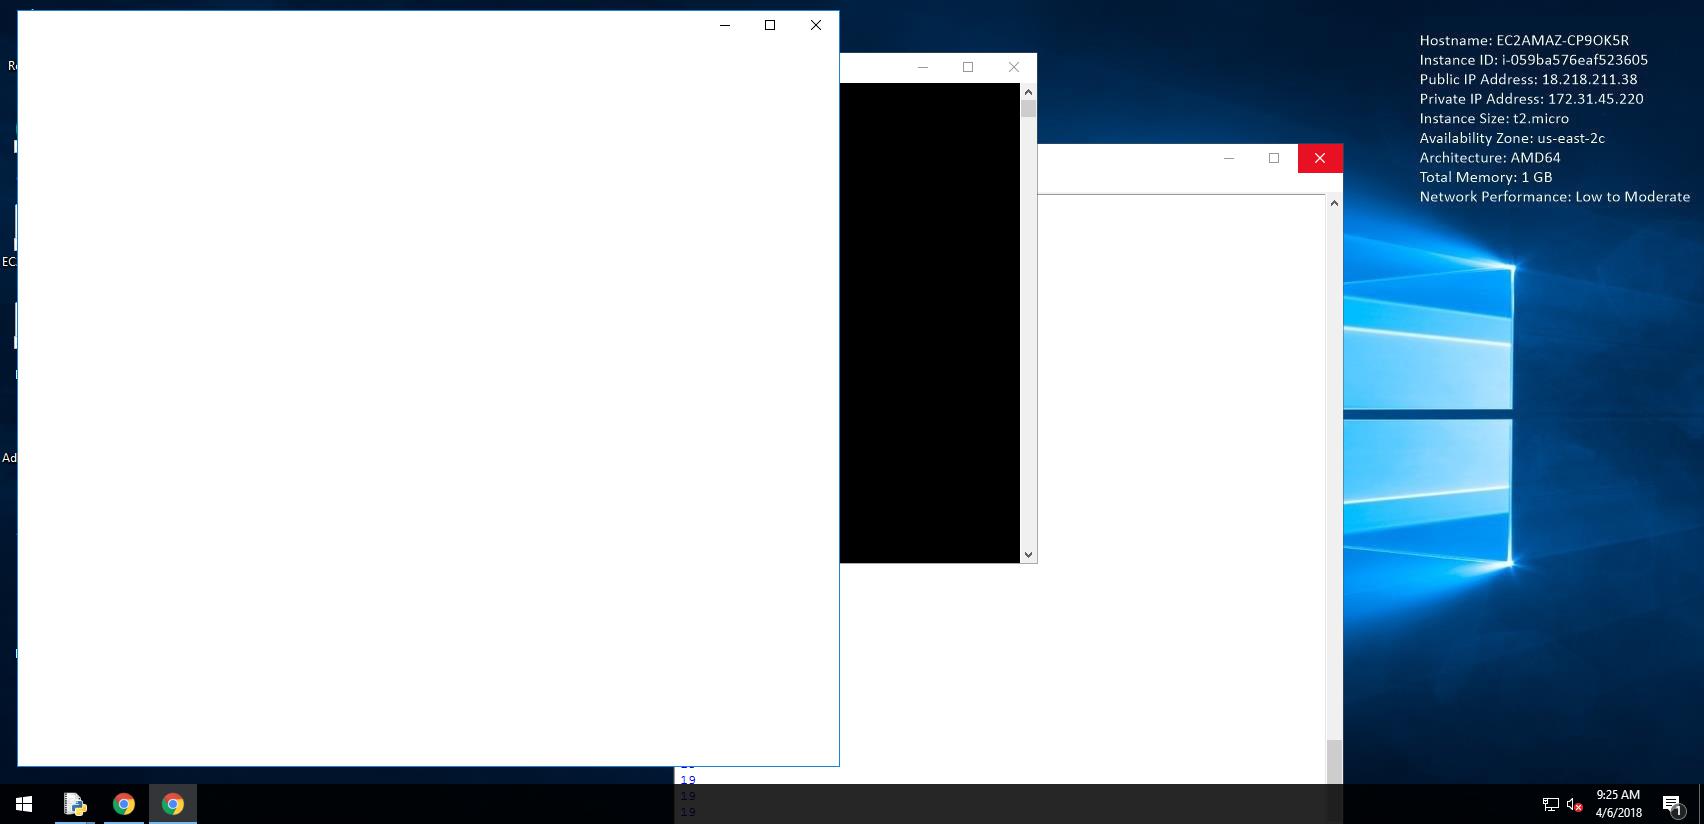 Hostname: EC2AMAZ-CP9OK5R
Instance ID: i-059ba576eaf523605
Public IP Address: 18.218.211.38
Private IP Address: 172.31.45.220
Instance Size: t2.micro
Availability Zone: us-east-2c
Architecture: AMD64
Total Memory: 1 GB
Network Performance: Low to Moderate
EC
Ad
19
19
19
9:25 AM
4/6/2018
1